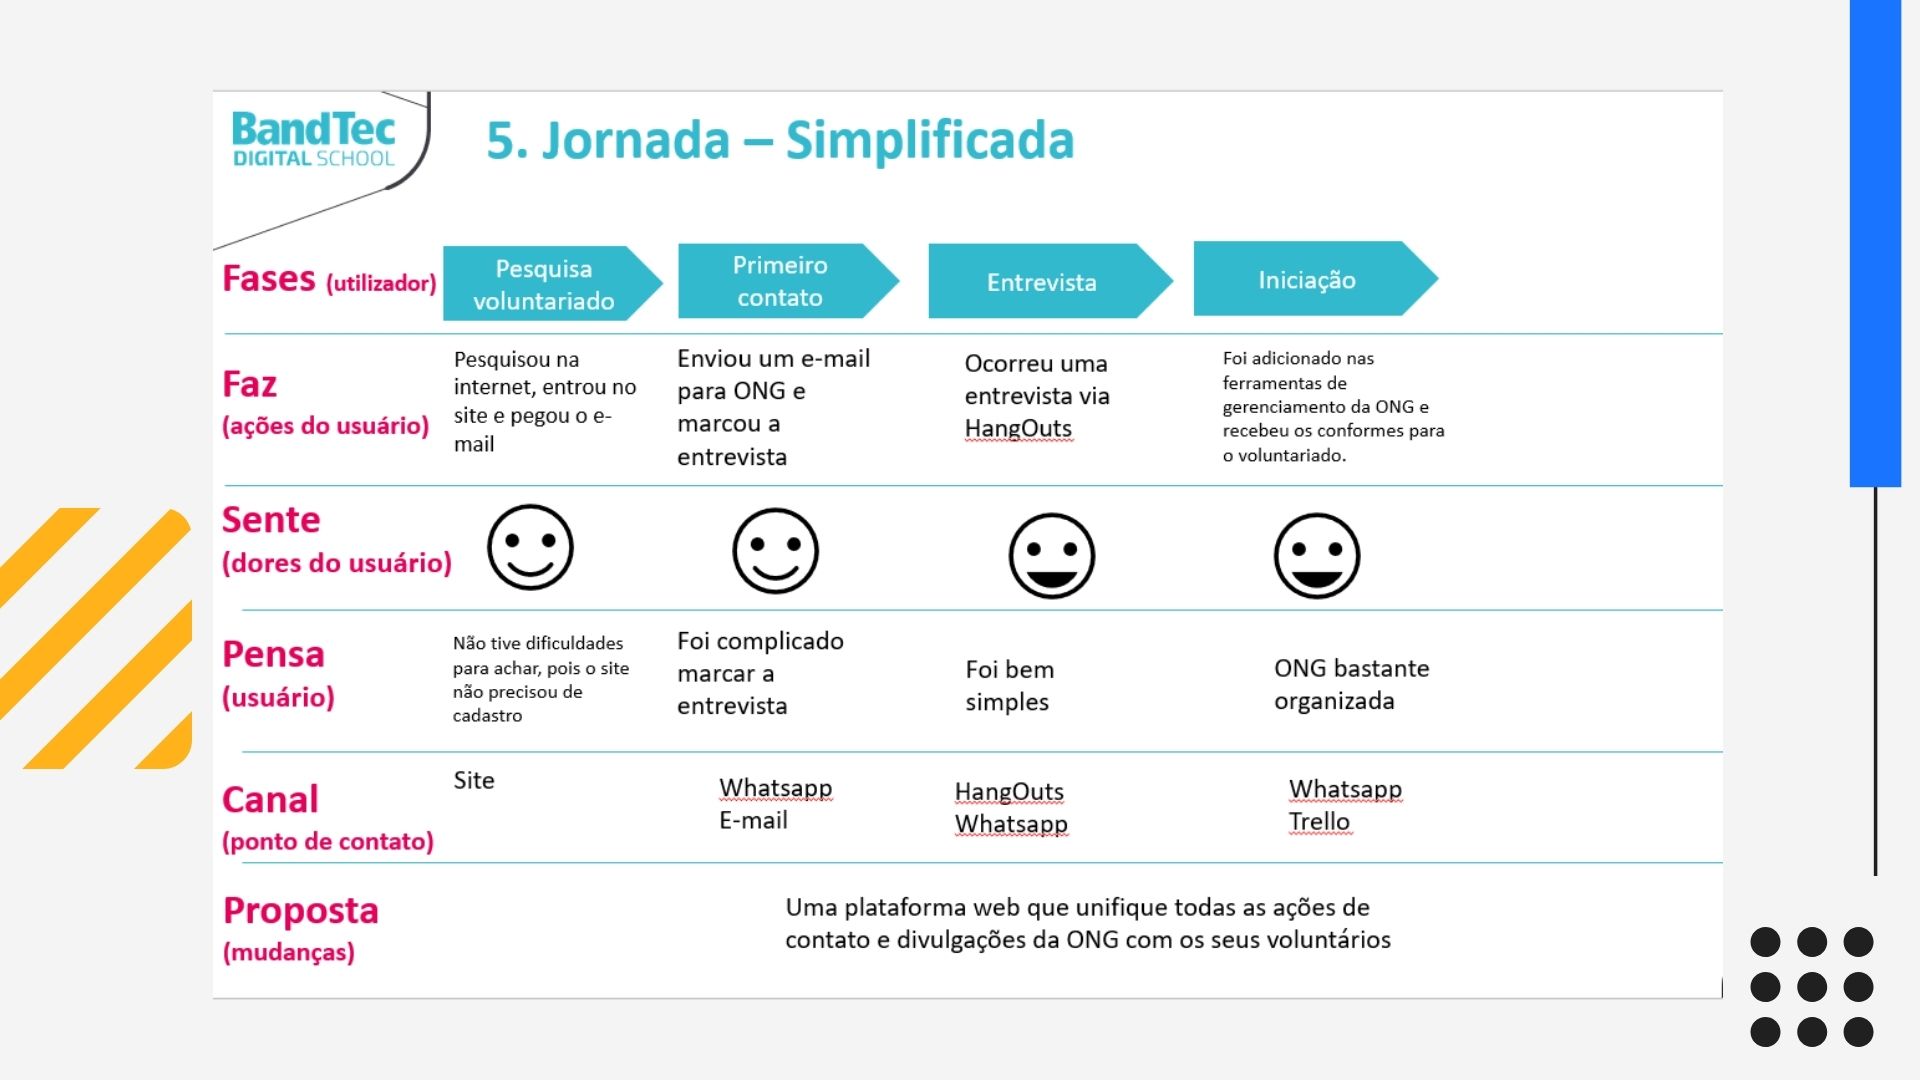 BandTec
DIGITAL SCHOOL
5. Jornada – Simplificada
Fases (utilizador)
Pesquisa
voluntariado
Primeiro
contato
Entrevista
Iniciação
Faz
(ações do usuário)
Pesquisou na
internet, entrou no
site e pegou o e-
mail
Enviou um e-mail
para ONG e
marcou a
entrevista
Ocorreu uma
entrevista via
HangOuts
Foi adicionado nas
ferramentas de
gerenciamento da ONG e
recebeu os conformes para
o voluntariado.
Sente
(dores do usuário)
Pensa
(usuário)
Não tive dificuldades
para achar, pois o site
não precisou de
cadastro
Foi complicado
marcar a
entrevista
Foi bem
simples
ONG bastante
organizada
Canal
(ponto de contato)
Site
Whatsapp
E-mail
HangOuts
Whatsapp
Whatsapp
Trello
Proposta
(mudanças)
Uma plataforma web que unifique todas as ações de
contato e divulgações da ONG com os seus voluntários